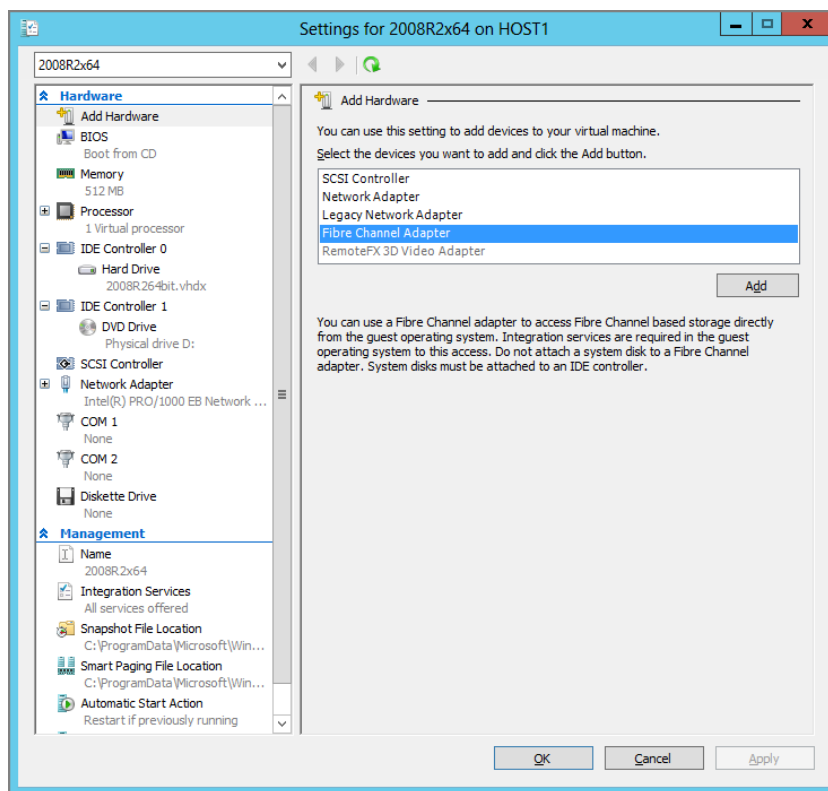 Settings for 2008R2x64 on HOST1
2008R2x64
Hardware
Add Hardware
BIOS
Boot from CD
Memory
512 MB
Processor
1 Virtual processor
IDE Controller 0
Hard Drive
2008R264bit.vhdx
IDE Controller 1
DVD Drive
Physical drive D:
SCSI Controller
Network Adapter
Intel(R) PRO/1000 EB Network ...
COM 1
None
COM 2
None
Diskette Drive
None
Management
Name
2008R2x64
Integration Services
All services offered
Snapshot File Location
C:\ProgramData\Microsoft\Win...
Smart Paging File Location
C:\ProgramData\Microsoft\Win...
Automatic Start Action
Restart if previously running
Add Hardware
You can use this setting to add devices to your virtual machine.
Select the devices you want to add and click the Add button.
SCSI Controller
Network Adapter
Legacy Network Adapter
Fibre Channel Adapter
RemoteFX 3D Video Adapter
Add
You can use a Fibre Channel adapter to access Fibre Channel based storage directly
from the guest operating system. Integration services are required in the guest
operating system to this access. Do not attach a system disk to a Fibre Channel
adapter. System disks must be attached to an IDE controller.
OK
Cancel
Apply